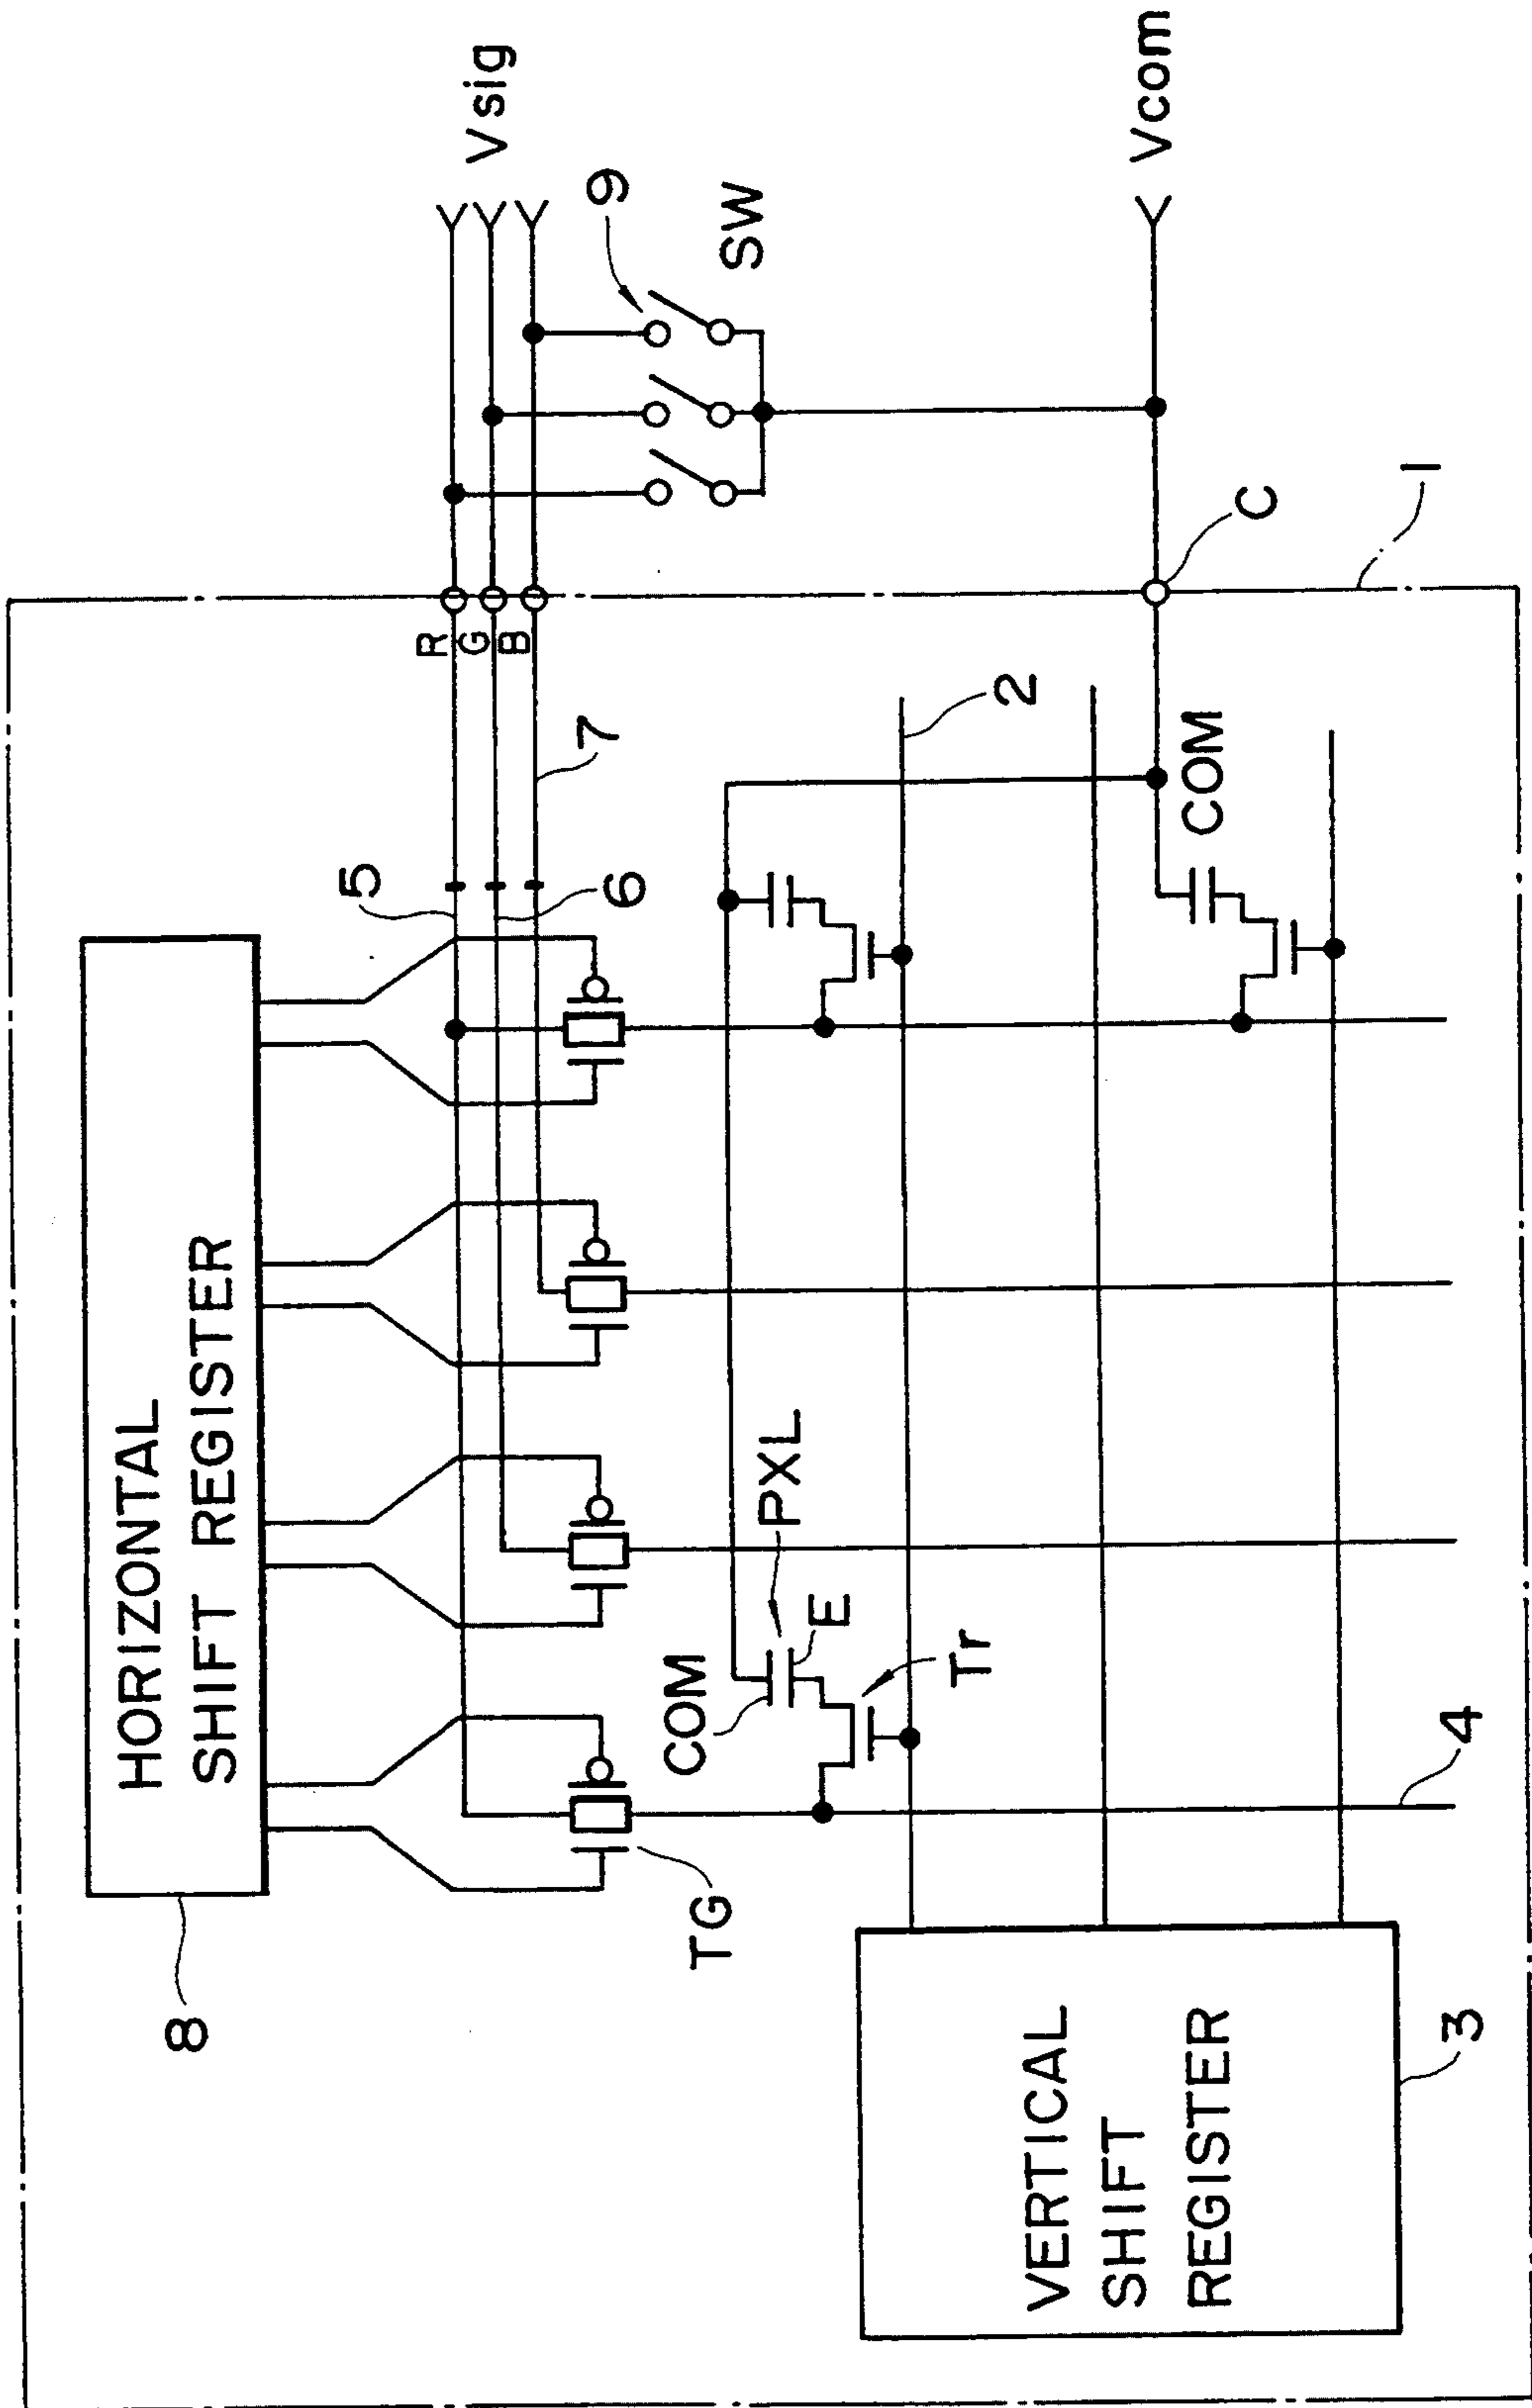 8
HORIZONTAL
SHIFT REGISTER
5
R
G
B
Vsig
6
7
9
SW
TG
COM
PXL
E
Tr
2
COM
C
Vcom
1
4
VERTICAL
SHIFT
REGISTER
3